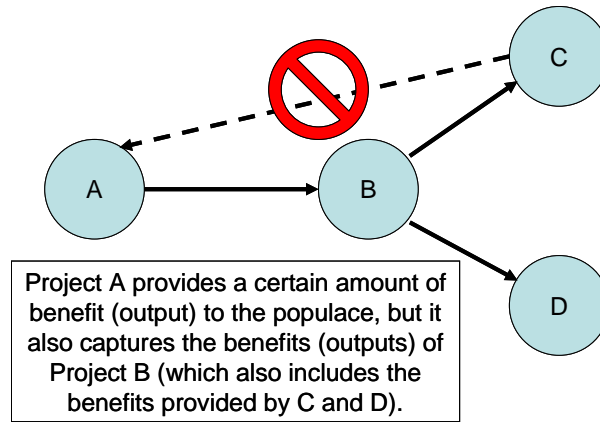 C
A
B
D
Project A provides a certain amount of
benefit (output) to the populace, but it
also captures the benefits (outputs) of
Project B (which also includes the
benefits provided by C and D).